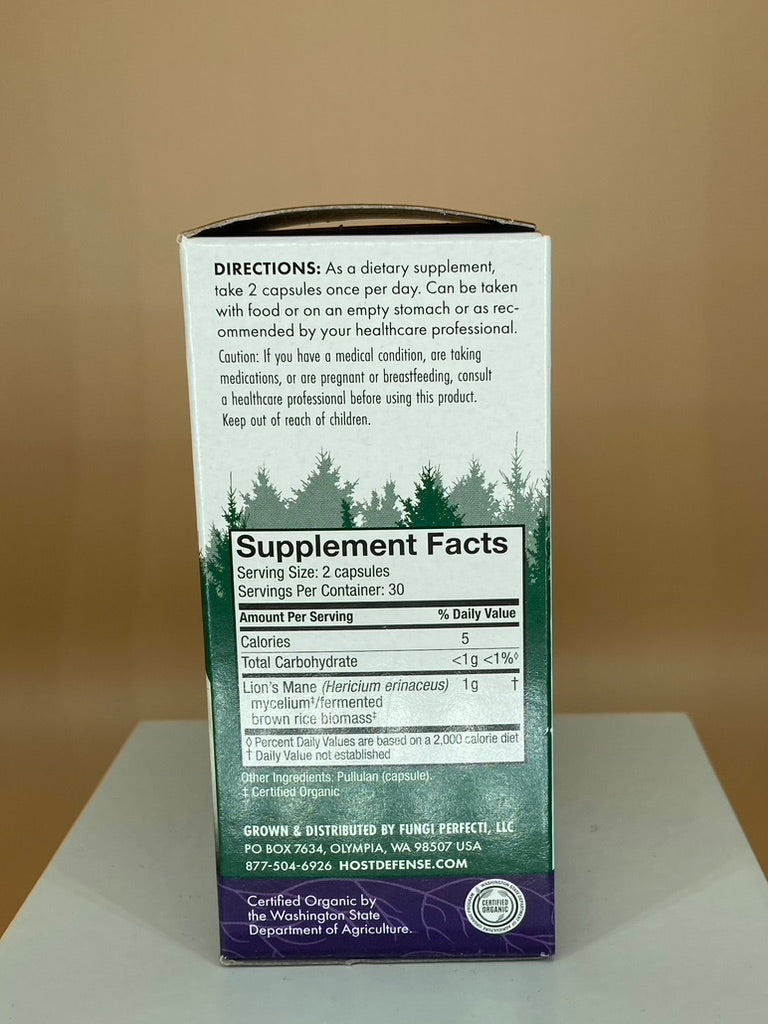 DIRECTIONS: As a dietary supplement,
take 2 capsules once per day. Can be taken
with food or on an empty stomach or as rec-
ommended by your healthcare professional.
Caution: If you have a medical condition, are taking
medications, or are pregnant or breastfeeding, consult
a healthcare professional before using this product.
Keep out of reach of children.
Supplement Facts
Serving Size: 2 capsules
Servings Per Container: 30
Amount Per Serving % Daily Value
Calories 5
Total Carbohydrate <1g <1%◊
Lion's Mane (Hericium erinaceus) 1g †
mycelium‡/fermented
brown rice biomass‡
◊ Percent Daily Values are based on a 2,000 calorie diet
† Daily Value not established
Other Ingredients: Pullulan (capsule).
‡ Certified Organic
GROWN & DISTRIBUTED BY FUNGI PERFECTI, LLC
PO BOX 7634, OLYMPIA, WA 98507 USA
877-504-6926 HOSTDEFENSE.COM
Certified Organic by
the Washington State
Department of Agriculture.
WASHINGTON STATE DEPARTMENT OF AGRICULTURE ORGANIC PROGRAM
CERTIFIED
ORGANIC